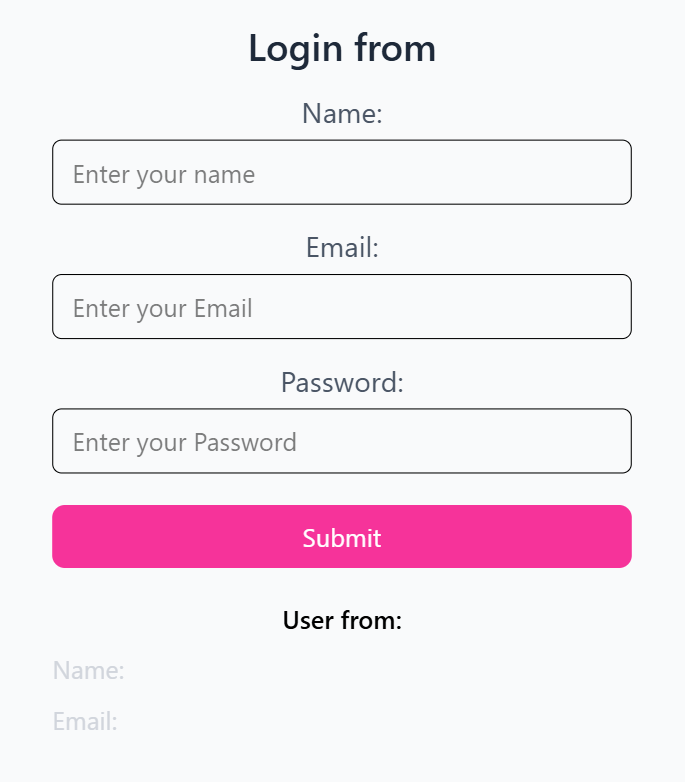 Login from
Name:
Enter your name
Email:
Enter your Email
Password:
Enter your Password
Submit
User from:
Name:
Email: